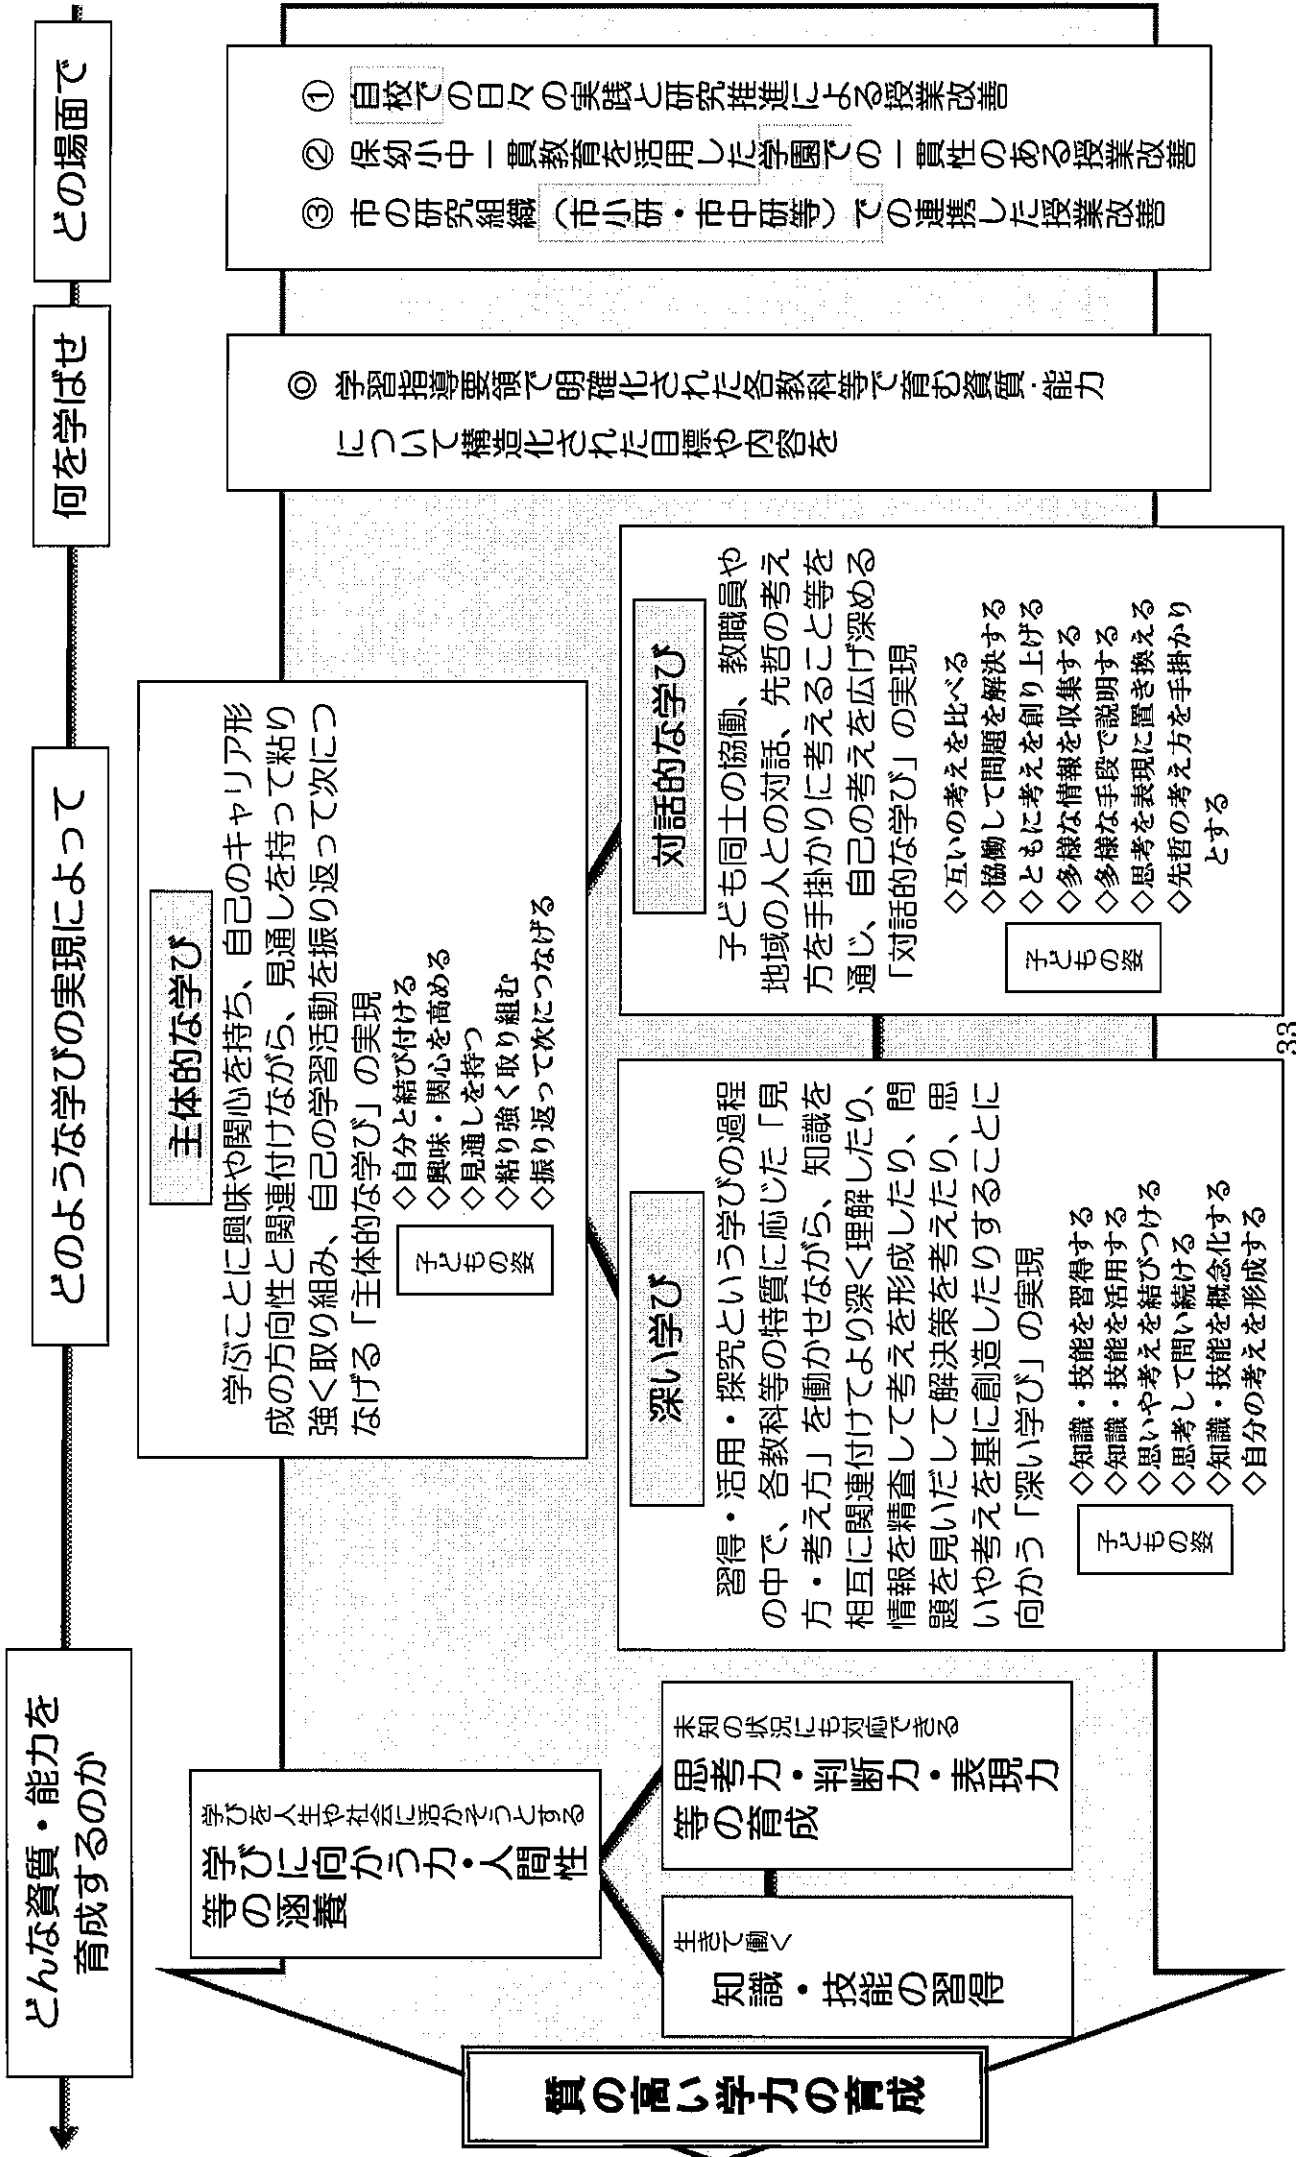 どの場面で
何を学ばせ
どのような学びの実現によって
どんな資質・能力を
育成するのか
① 自校での日々の実践と研究推進による授業改善
② 保幼小中一貫教育を活用した学園での一貫性のある授業改善
③ 市の研究組織（市小研・市中研等）での連携した授業改善
◎ 学習指導要領で明確化された各教科等で育む資質・能力
について構造化された目標や内容を
主体的な学び
学ぶことに興味や関心を持ち、自己のキャリア形
成の方向性と関連付けながら、見通しを持って粘り
強く取り組み、自己の学習活動を振り返って次につ
なげる「主体的な学び」の実現
子どもの姿
◇自分と結び付ける
◇興味・関心を高める
◇見通しを持つ
◇粘り強く取り組む
◇振り返って次につなげる
対話的な学び
子ども同士の協働、教職員や
地域の人との対話、先哲の考え
方を手掛かりに考えること等を
通じ、自己の考えを広げ深める
「対話的な学び」の実現
子どもの姿
◇互いの考えを比べる
◇協働して問題を解決する
◇ともに考えを創り上げる
◇多様な情報を収集する
◇多様な手段で説明する
◇思考を表現に置き換える
◇先哲の考え方を手掛かり
とする
深い学び
習得・活用・探究という学びの過程
の中で、各教科等の特質に応じた「見
方・考え方」を働かせながら、知識を
相互に関連付けてより深く理解したり、
情報を精査して考えを形成したり、問
題を見いだして解決策を考えたり、思
いや考えを基に創造したりすることに
向かう「深い学び」の実現
子どもの姿
◇知識・技能を習得する
◇知識・技能を活用する
◇思いや考えを結びつける
◇思考して問い続ける
◇知識・技能を概念化する
◇自分の考えを形成する
学びを人生や社会に活かそうとする
学びに向かう力・人間性
等の涵養
未知の状況にも対応できる
思考力・判断力・表現力
等の育成
生きて働く
知識・技能の習得
質の高い学力の育成
33